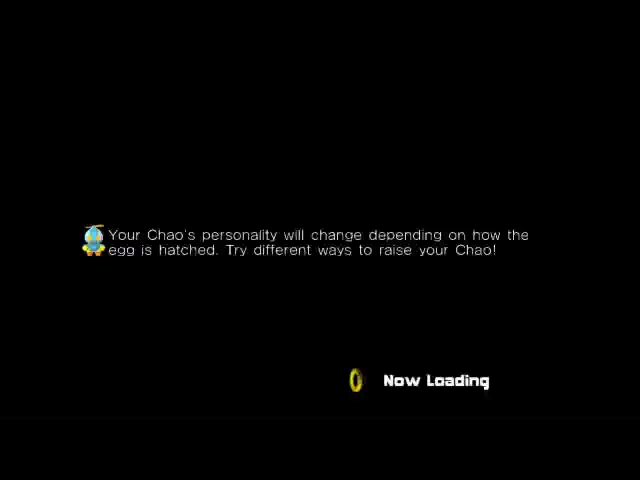 Your Chao's personality will change depending on how the
egg is hatched. Try different ways to raise your Chao!
Now Loading